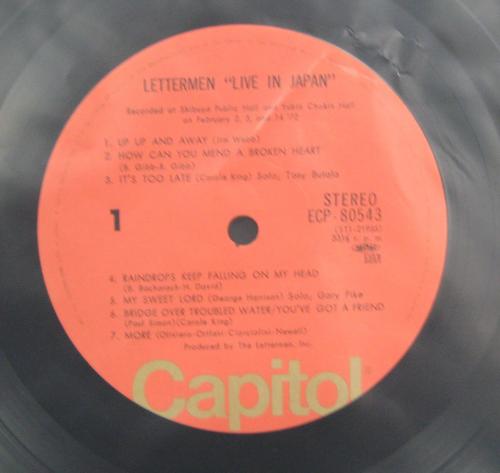 LETTERMEN "LIVE IN JAPAN"
Recorded at Shibuya Public Hall and Yubin Chokin Hall
on February 2, 3, and 14 '72
1. UP UP AND AWAY (Jim Webb)
2. HOW CAN YOU MEND A BROKEN HEART
(B. Gibb-R. Gibb)
3. IT'S TOO LATE (Carole King) Solo; Tony Butala
1
STEREO
ECP-80543
33⅓ r. p. m.
4. RAINDROPS KEEP FALLING ON MY HEAD
(B. Bacharach-H. David)
5. MY SWEET LORD (George Harrison) Solo; Gary Pike
6. BRIDGE OVER TROUBLED WATER/YOU'VE GOT A FRIEND
(Paul Simon)(Carole King)
7. MORE (Oliviero-Ortlani-Ciorciolini-Newell)
Produced by The Lettermen, Inc.
Capitol